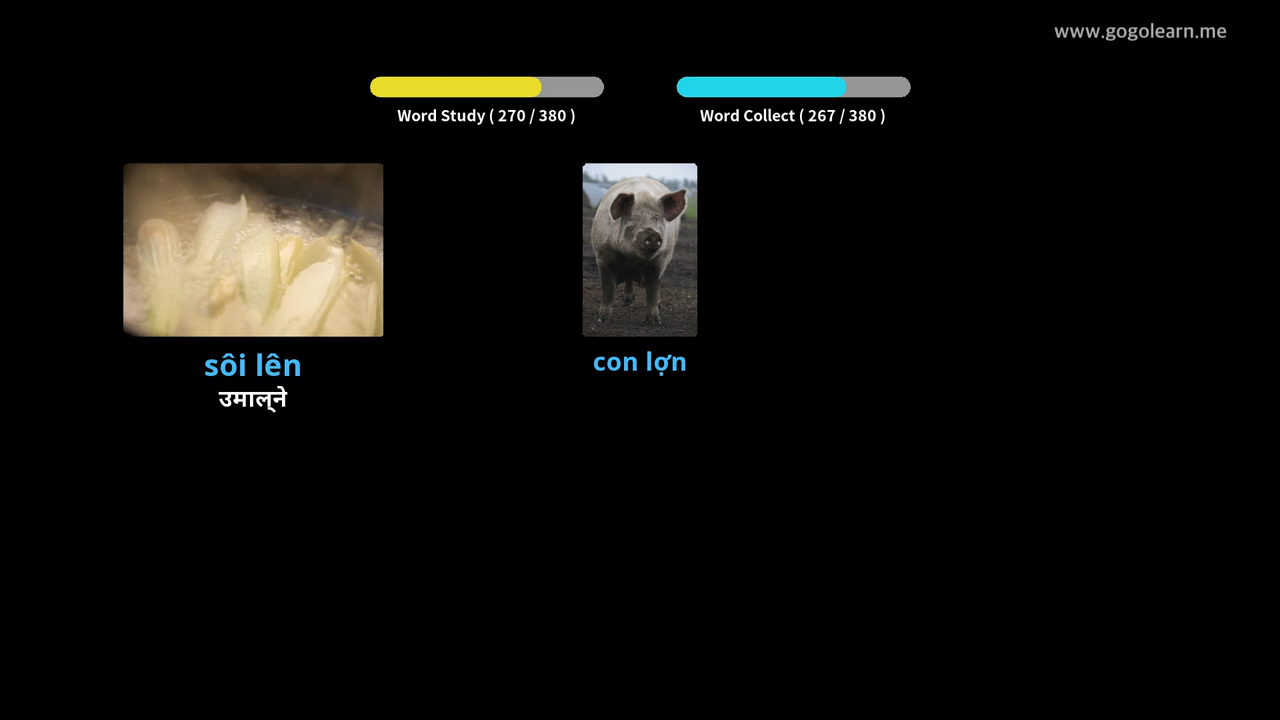 www.gogolearn.me
Word Study ( 270 / 380 )
Word Collect ( 267 / 380 )
sôi lên
उमाल्‌ने
con lợn